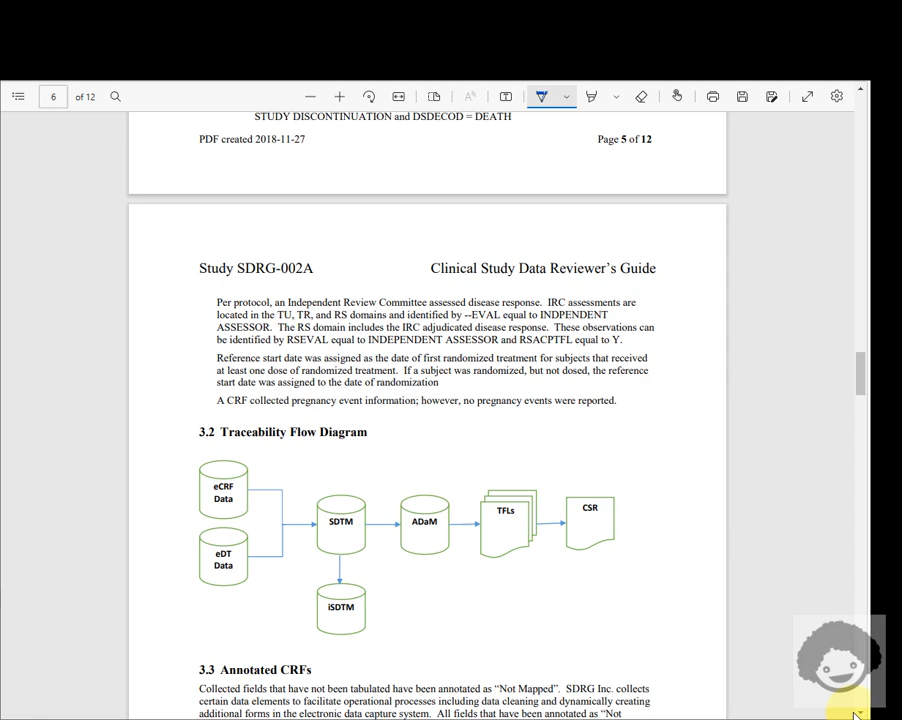 6 of 12
STUDY DISCONTINUATION and DSDECOD = DEATH
PDF created 2018-11-27 Page 5 of 12
Study SDRG-002A Clinical Study Data Reviewer's Guide
Per protocol, an Independent Review Committee assessed disease response. IRC assessments are
located in the TU, TR, and RS domains and identified by --EVAL equal to INDPENDENT
ASSESSOR. The RS domain includes the IRC adjudicated disease response. These observations can
be identified by RSEVAL equal to INDEPENDENT ASSESSOR and RSACPTFL equal to Y.
Reference start date was assigned as the date of first randomized treatment for subjects that received
at least one dose of randomized treatment. If a subject was randomized, but not dosed, the reference
start date was assigned to the date of randomization
A CRF collected pregnancy event information; however, no pregnancy events were reported.
3.2 Traceability Flow Diagram
eCRF
Data
eDT
Data
SDTM
ADaM
TFLs
CSR
iSDTM
3.3 Annotated CRFs
Collected fields that have not been tabulated have been annotated as “Not Mapped”. SDRG Inc. collects
certain data elements to facilitate operational processes including data cleaning and dynamically creating
additional forms in the electronic data capture system. All fields that have been annotated as “Not